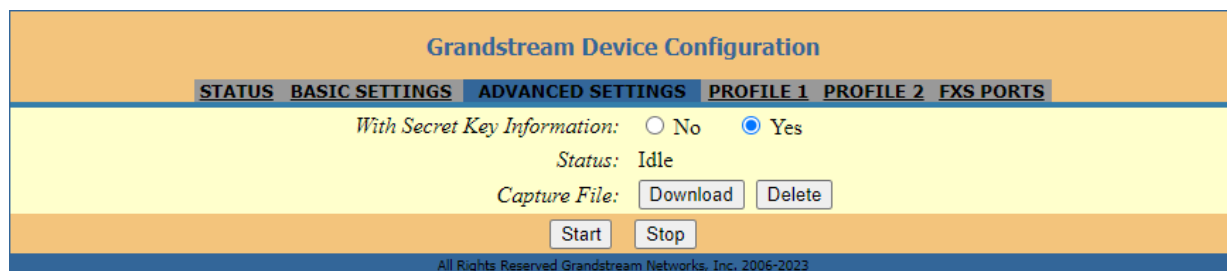 Grandstream Device Configuration
STATUS BASIC SETTINGS ADVANCED SETTINGS PROFILE 1 PROFILE 2 FXS PORTS
With Secret Key Information: No Yes
Status: Idle
Capture File: Download Delete
Start Stop
All Rights Reserved Grandstream Networks, Inc. 2006-2023